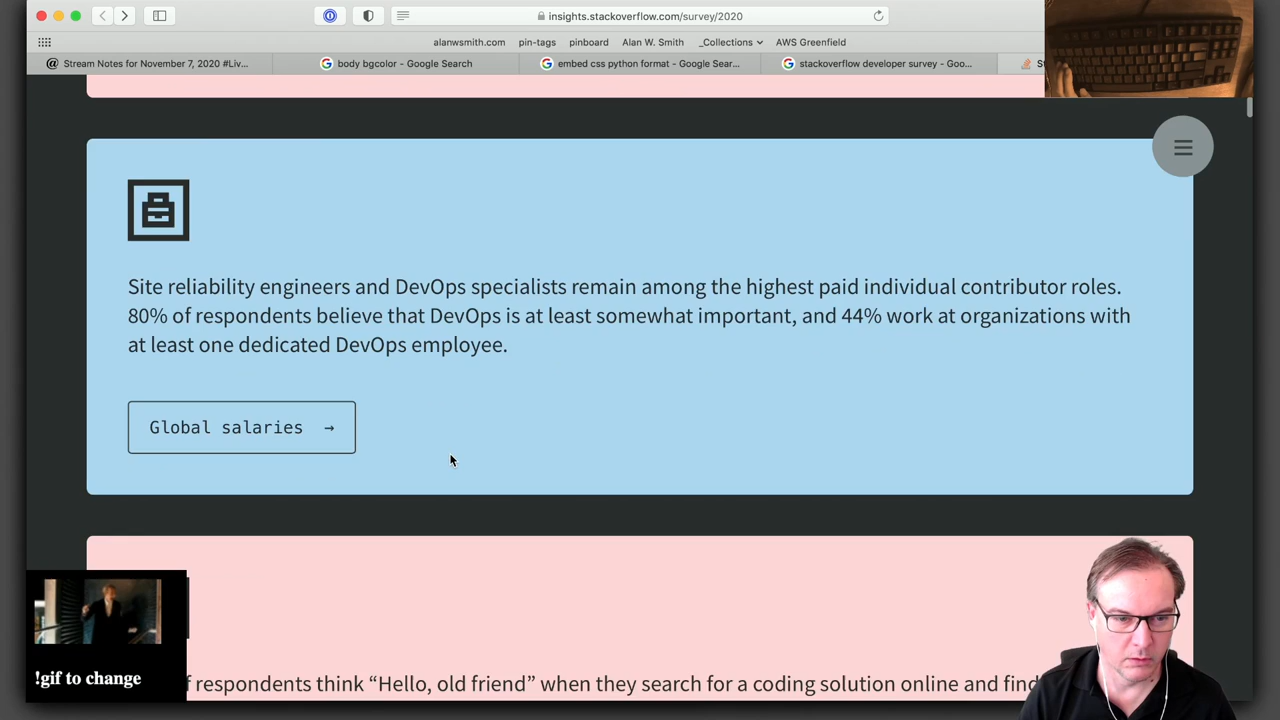 insights.stackoverflow.com/survey/2020
alanwsmith.com pin-tags pinboard Alan W. Smith _Collections AWS Greenfield
Stream Notes for November 7, 2020 #Liv... body bgcolor - Google Search embed css python format - Google Sear... stackoverflow developer survey - Goo...
Site reliability engineers and DevOps specialists remain among the highest paid individual contributor roles.
80% of respondents believe that DevOps is at least somewhat important, and 44% work at organizations with
at least one dedicated DevOps employee.
Global salaries →
!gif to change
respondents think “Hello, old friend” when they search for a coding solution online and find